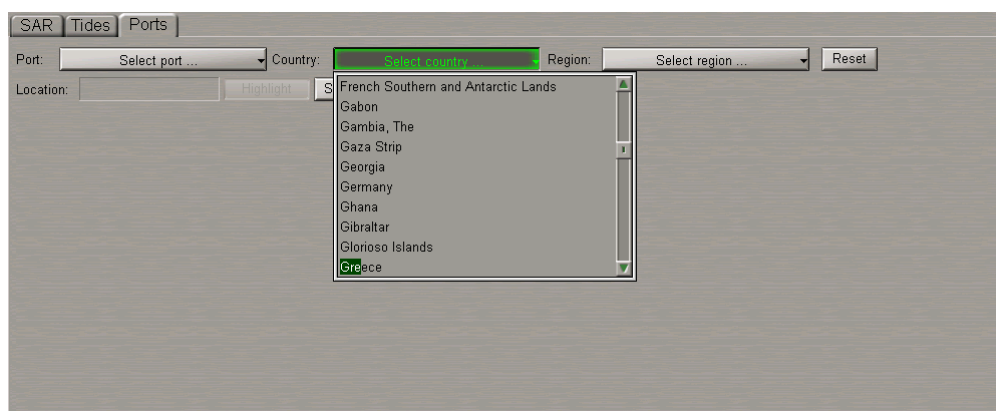 SAR Tides Ports
Port: Select port ... Country: Select country ... Region: Select region ... Reset
Location: Highlight S
French Southern and Antarctic Lands
Gabon
Gambia, The
Gaza Strip
Georgia
Germany
Ghana
Gibraltar
Glorioso Islands
Greece